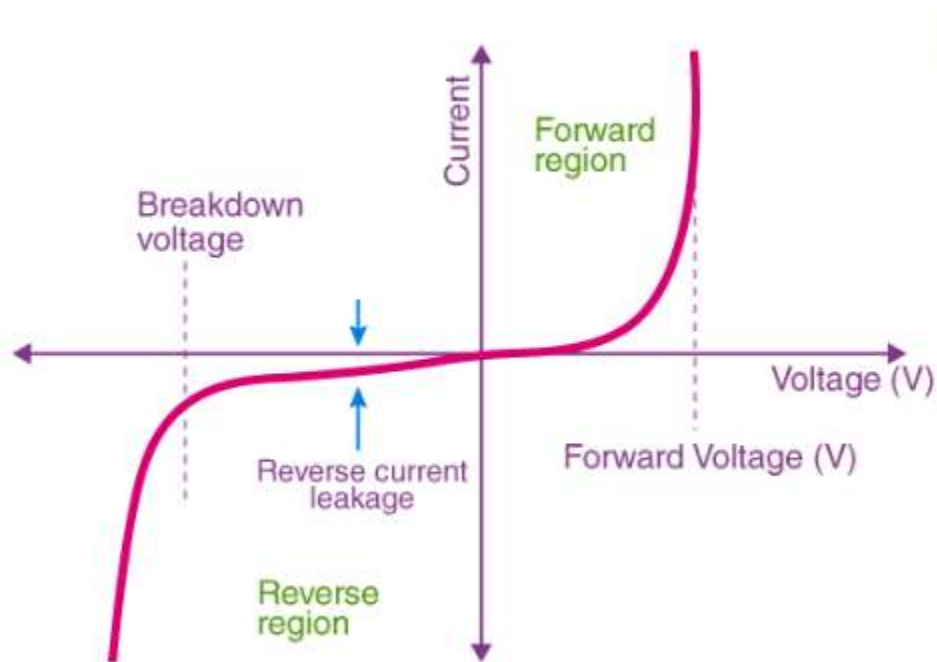 Current
Forward
region
Breakdown
voltage
Voltage (V)
Forward Voltage (V)
Reverse current
leakage
Reverse
region